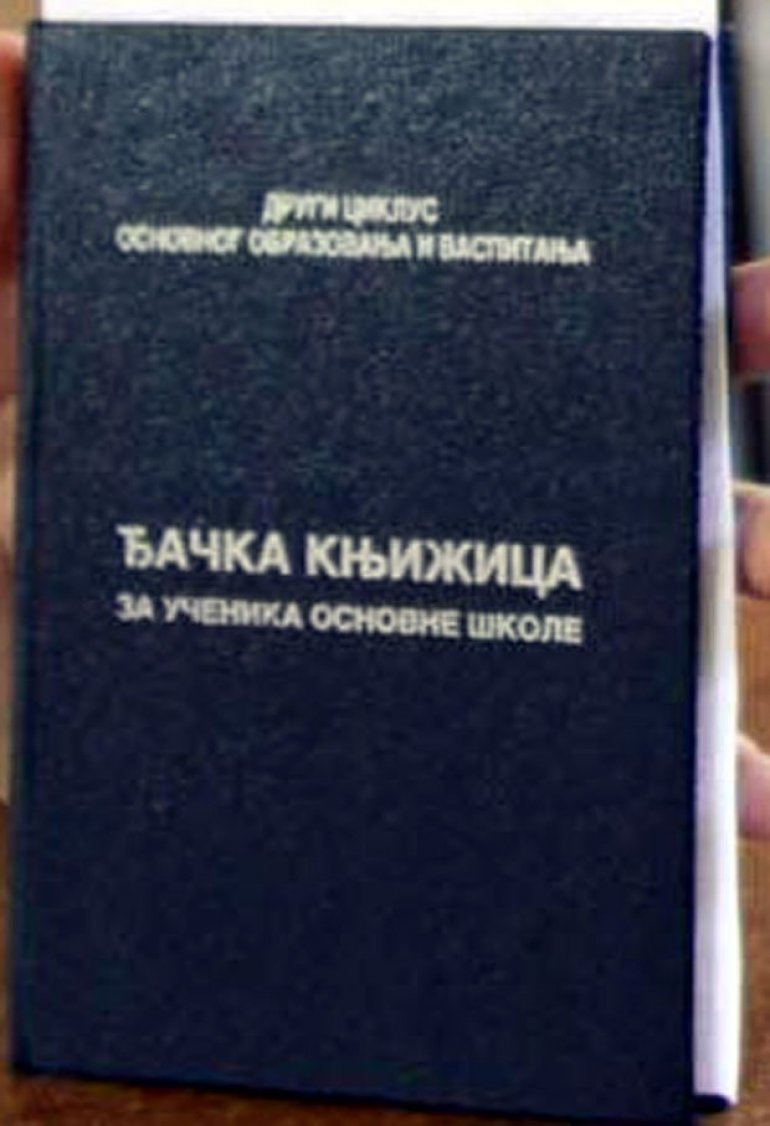 ДРУГИ ЦИКЛУС
ОСНОВНОГ ОБРАЗОВАЊА И ВАСПИТАЊА
ЂАЧКА КЊИЖИЦА
ЗА УЧЕНИКА ОСНОВНЕ ШКОЛЕ